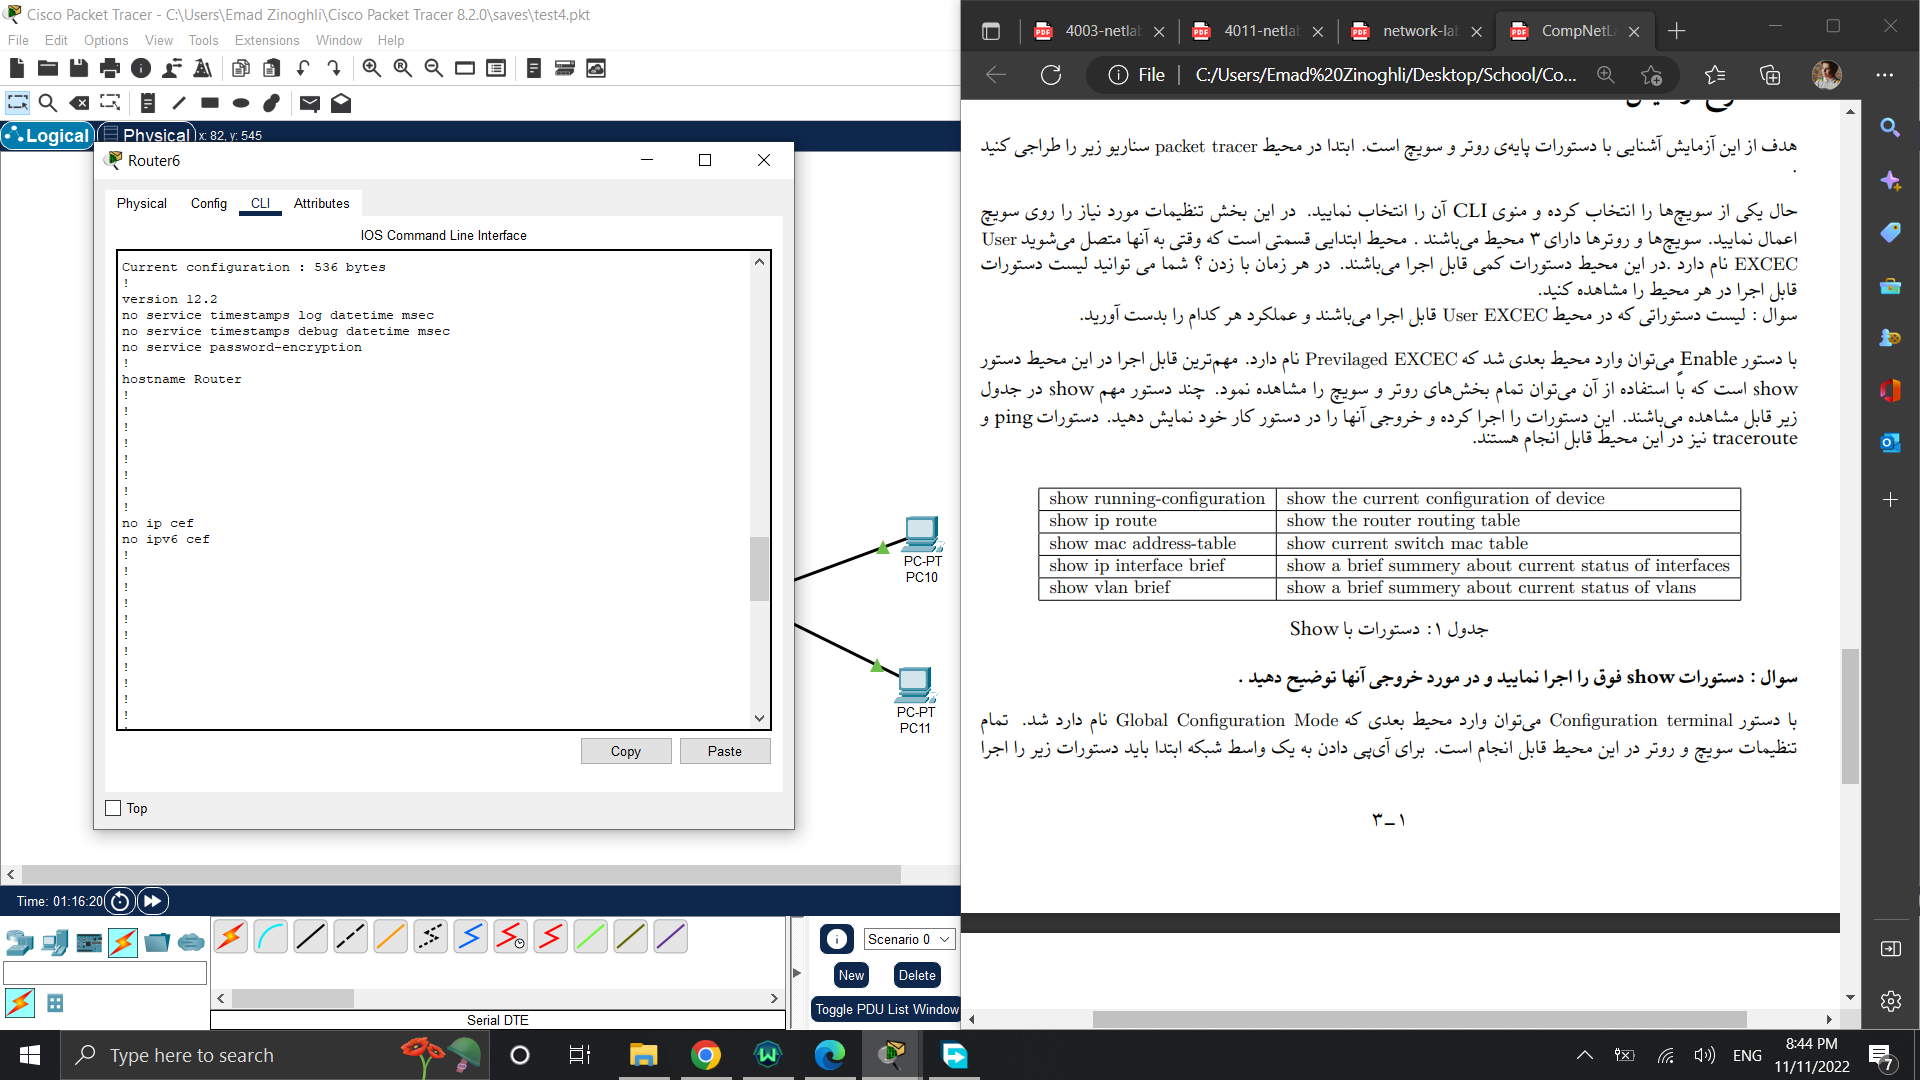 Cisco Packet Tracer - C:\Users\Emad Zinoghli\Cisco Packet Tracer 8.2.0\saves\test4.pkt
File Edit Options View Tools Extensions Window Help
Logical Physical x: 82, y: 545
Router6
Physical Config CLI Attributes
IOS Command Line Interface
Current configuration : 536 bytes
!
version 12.2
no service timestamps log datetime msec
no service timestamps debug datetime msec
no service password-encryption
!
hostname Router
!
!
!
!
!
!
!
!
no ip cef
no ipv6 cef
!
!
!
!
!
!
!
!
!
!
!
Copy Paste
Top
PC-PT
PC10
PC-PT
PC11
Time: 01:16:20
Scenario 0
New Delete
Toggle PDU List Window
Serial DTE
4003-netlab
4011-netlab
network-lab
CompNetLa
File C:/Users/Emad%20Zinoghli/Desktop/School/Co...
هدف از این آزمایش آشنایی با دستورات پایه‌ی روتر و سویچ است. ابتدا در محیط packet tracer سناریو زیر را طراجی کنید
.
حال یکی از سویچ‌ها را انتخاب کرده و منوی CLI آن را انتخاب نمایید. در این بخش تنظیمات مورد نیاز را روی سویچ
اعمال نمایید. سویچ‌ها و روترها دارای ۳ محیط می‌باشند . محیط ابتدایی قسمتی است که وقتی به آنها متصل می‌شوید User
EXCEC نام دارد .در این محیط دستورات کمی قابل اجرا می‌باشند. در هر زمان با زدن ؟ شما می توانید لیست دستورات
قابل اجرا در هر محیط را مشاهده کنید.
سوال : لیست دستوراتی که در محیط User EXCEC قابل اجرا می‌باشند و عملکرد هر کدام را بدست آورید.
با دستور Enable می‌توان وارد محیط بعدی شد که Previlaged EXCEC نام دارد. مهم‌ترین قابل اجرا در این محیط دستور
show است که با استفاده از آن می‌توان تمام بخش‌های روتر و سویچ را مشاهده نمود. چند دستور مهم show در جدول
زیر قابل مشاهده می‌باشند. این دستورات را اجرا کرده و خروجی آنها را در دستور کار خود نمایش دهید. دستورات ping و
traceroute نیز در این محیط قابل انجام هستند.
show running-configuration show the current configuration of device
show ip route show the router routing table
show mac address-table show current switch mac table
show ip interface brief show a brief summery about current status of interfaces
show vlan brief show a brief summery about current status of vlans
جدول ۱: دستورات با Show
سوال : دستورات show فوق را اجرا نمایید و در مورد خروجی آنها توضیح دهید .
با دستور Configuration terminal می‌توان وارد محیط بعدی که Global Configuration Mode نام دارد شد. تمام
تنظیمات سویچ و روتر در این محیط قابل انجام است. برای آی‌پی دادن به یک واسط شبکه ابتدا باید دستورات زیر را اجرا
۳-۱
Type here to search
ENG
8:44 PM
11/11/2022
7